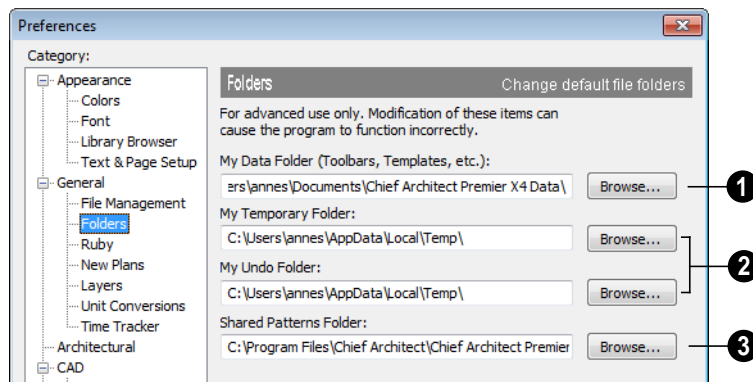 Preferences
Category:
Appearance
Colors
Font
Library Browser
Text & Page Setup
General
File Management
Folders
Ruby
New Plans
Layers
Unit Conversions
Time Tracker
Architectural
CAD
Folders Change default file folders
For advanced use only. Modification of these items can
cause the program to function incorrectly.
My Data Folder (Toolbars, Templates, etc.):
ers\annes\Documents\Chief Architect Premier X4 Data\ Browse... 1
My Temporary Folder:
C:\Users\annes\AppData\Local\Temp\ Browse...
2
My Undo Folder:
C:\Users\annes\AppData\Local\Temp\ Browse...
Shared Patterns Folder:
C:\Program Files\Chief Architect\Chief Architect Premier Browse... 3